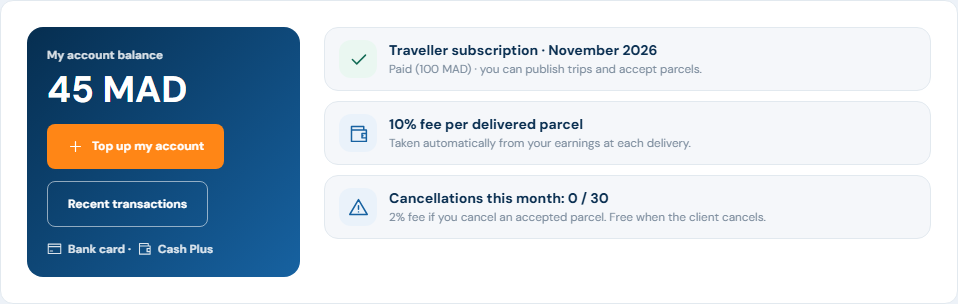 My account balance
45 MAD
Top up my account
Recent transactions
Bank card · Cash Plus
Traveller subscription · November 2026
Paid (100 MAD) · you can publish trips and accept parcels.
10% fee per delivered parcel
Taken automatically from your earnings at each delivery.
Cancellations this month: 0 / 30
2% fee if you cancel an accepted parcel. Free when the client cancels.